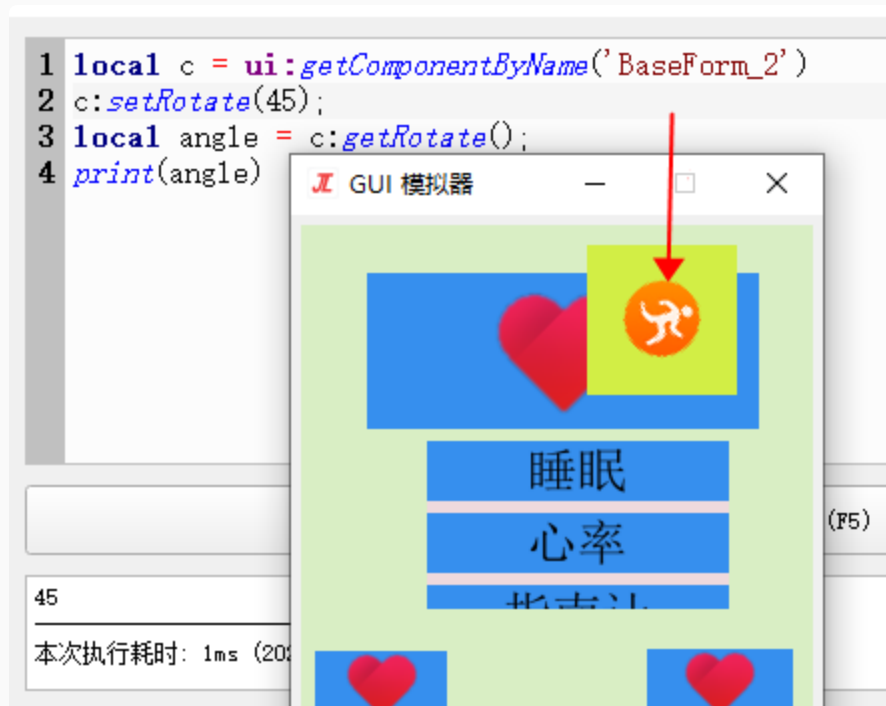 1 local c = ui:getComponentByName('BaseForm_2')
2 c:setRotate(45);
3 local angle = c:getRotate();
4 print(angle)
GUI 模拟器
睡眠
心率
(F5)
45
本次执行耗时: 1ms (202